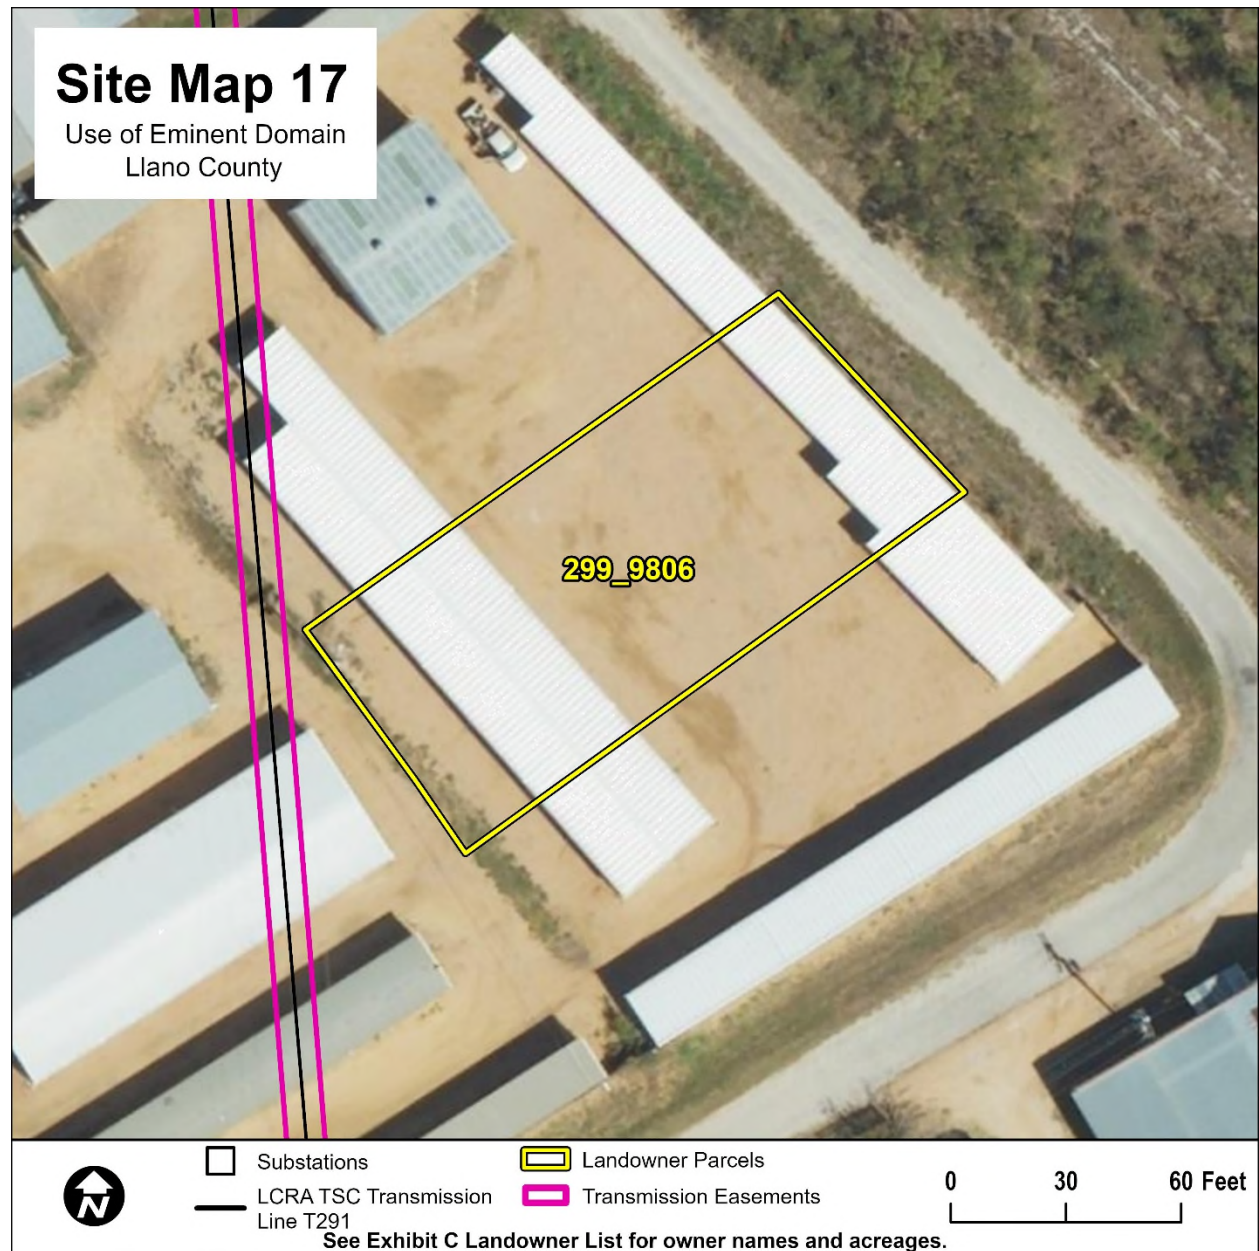 Site Map 17
Use of Eminent Domain
Llano County
299_9806
N
Substations
LCRA TSC Transmission
Line T291
Landowner Parcels
Transmission Easements
0 30 60 Feet
See Exhibit C Landowner List for owner names and acreages.